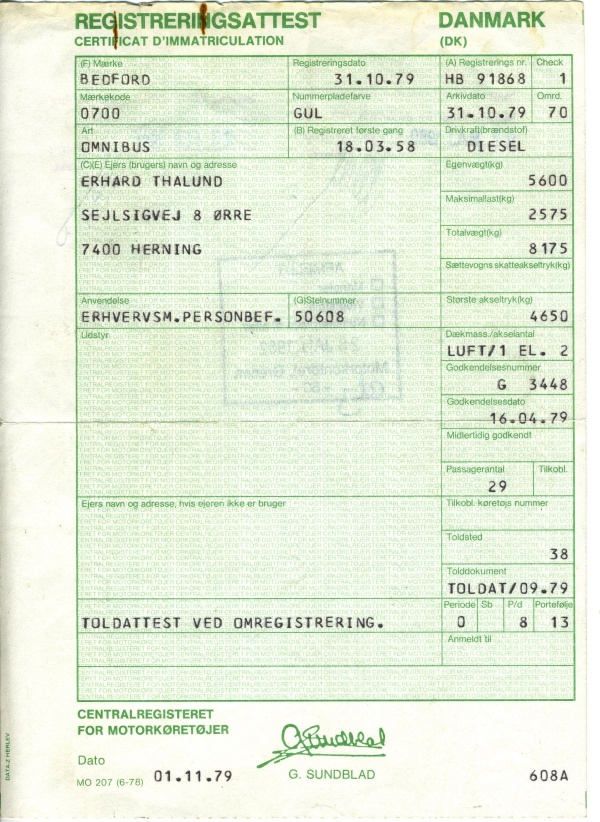 REGISTRERINGSATTEST DANMARK
CERTIFICAT D'IMMATRICULATION (DK)
(F) Mærke Registreringsdato (A) Registrerings nr. Check
BEDFORD 31.10.79 HB 91868 1
Mærkekode Nummerpladefarve Arkivdato Omrd.
0700 GUL 31.10.79 70
Art (B) Registreret første gang Drivkraft(brændstof)
OMNIBUS 18.03.58 DIESEL
(C)(E) Ejers (brugers) navn og adresse Egenvægt(kg)
ERHARD THALUND 5600
Maksimallast(kg)
SEJLSIGVEJ 8 ØRRE 2575
Totalvægt(kg)
7400 HERNING 8175
Sættevogns skatteakseltryk(kg)
Anvendelse (G)Stelnummer Største akseltryk(kg)
ERHVERVSM.PERSONBEF. 50608 4650
Udstyr Dækmass./akselantal
LUFT/1 EL. 2
Godkendelsesnummer
G 3448
Godkendelsesdato
16.04.79
Midlertidig godkendt
Passagerantal Tilkobl.
29
Ejers navn og adresse, hvis ejeren ikke er bruger Tilkobl. køretøjs nummer
Toldsted
38
Tolddokument
TOLDAT/09.79
Periode Sb P/d Portefølje
TOLDATTEST VED OMREGISTRERING. 0 8 13
Anmeldt til
CENTRALREGISTERET
FOR MOTORKØRETØJER
Dato
MO 207 (6-78) 01.11.79 G. SUNDBLAD 608A
DATA-Z HERLEV